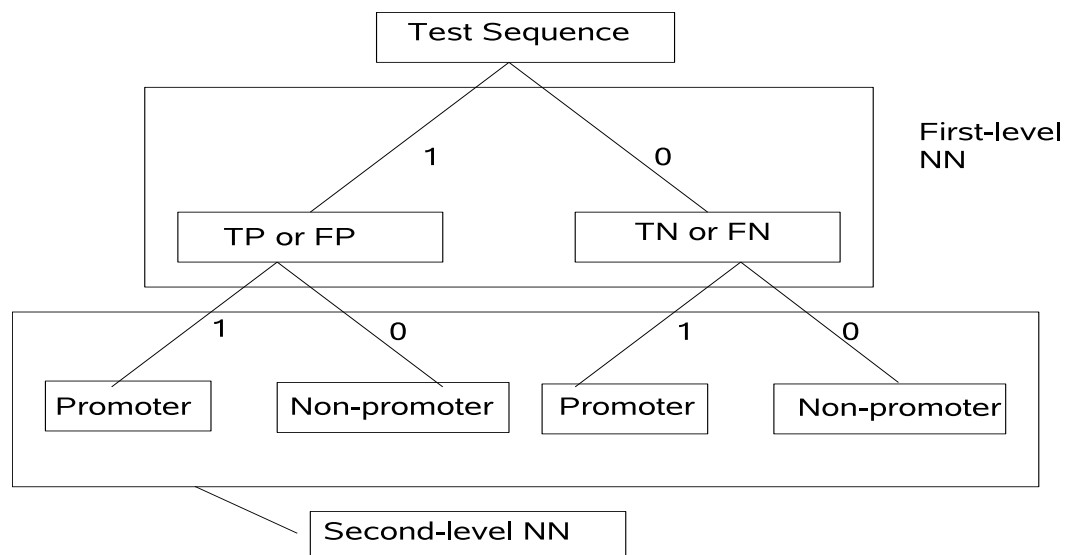 Test Sequence
First-level
NN
1
0
TP or FP
TN or FN
1
0
1
0
Promoter
Non-promoter
Promoter
Non-promoter
Second-level NN